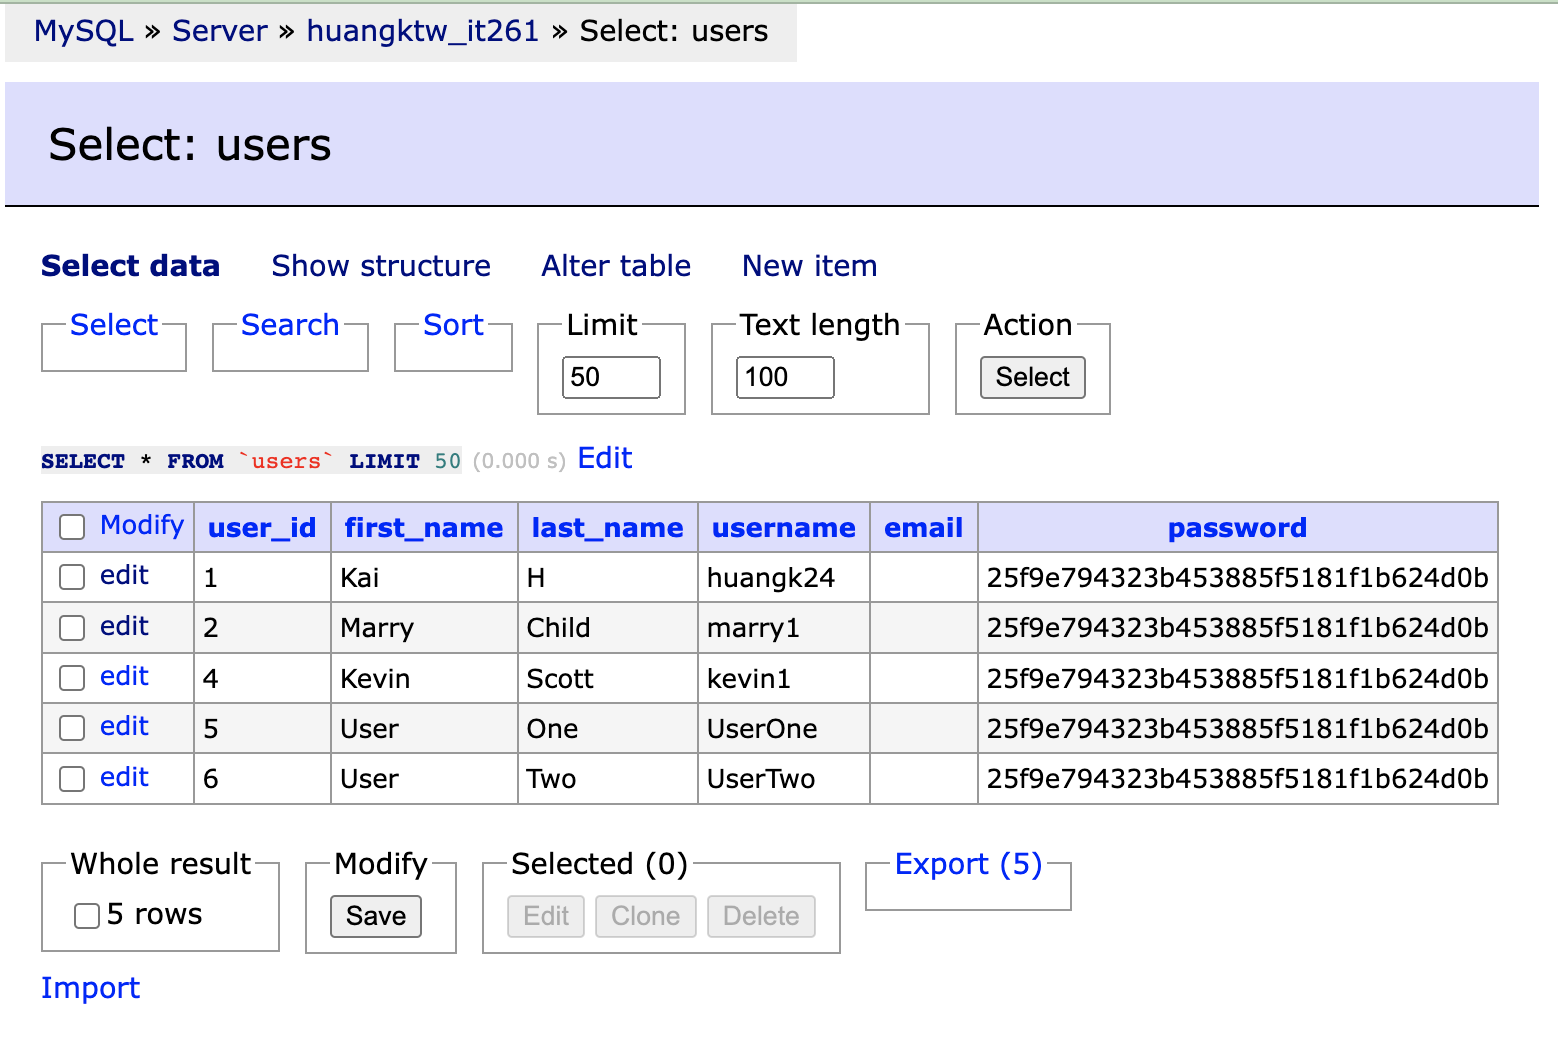 MySQL » Server » huangktw_it261 » Select: users
Select: users
Select data Show structure Alter table New item
Select Search Sort Limit Text length Action
50 100 Select
SELECT * FROM `users` LIMIT 50 (0.000 s) Edit
Modify user_id first_name last_name username email password
edit 1 Kai H huangk24 25f9e794323b453885f5181f1b624d0b
edit 2 Marry Child marry1 25f9e794323b453885f5181f1b624d0b
edit 4 Kevin Scott kevin1 25f9e794323b453885f5181f1b624d0b
edit 5 User One UserOne 25f9e794323b453885f5181f1b624d0b
edit 6 User Two UserTwo 25f9e794323b453885f5181f1b624d0b
Whole result Modify Selected (0) Export (5)
5 rows Save Edit Clone Delete
Import